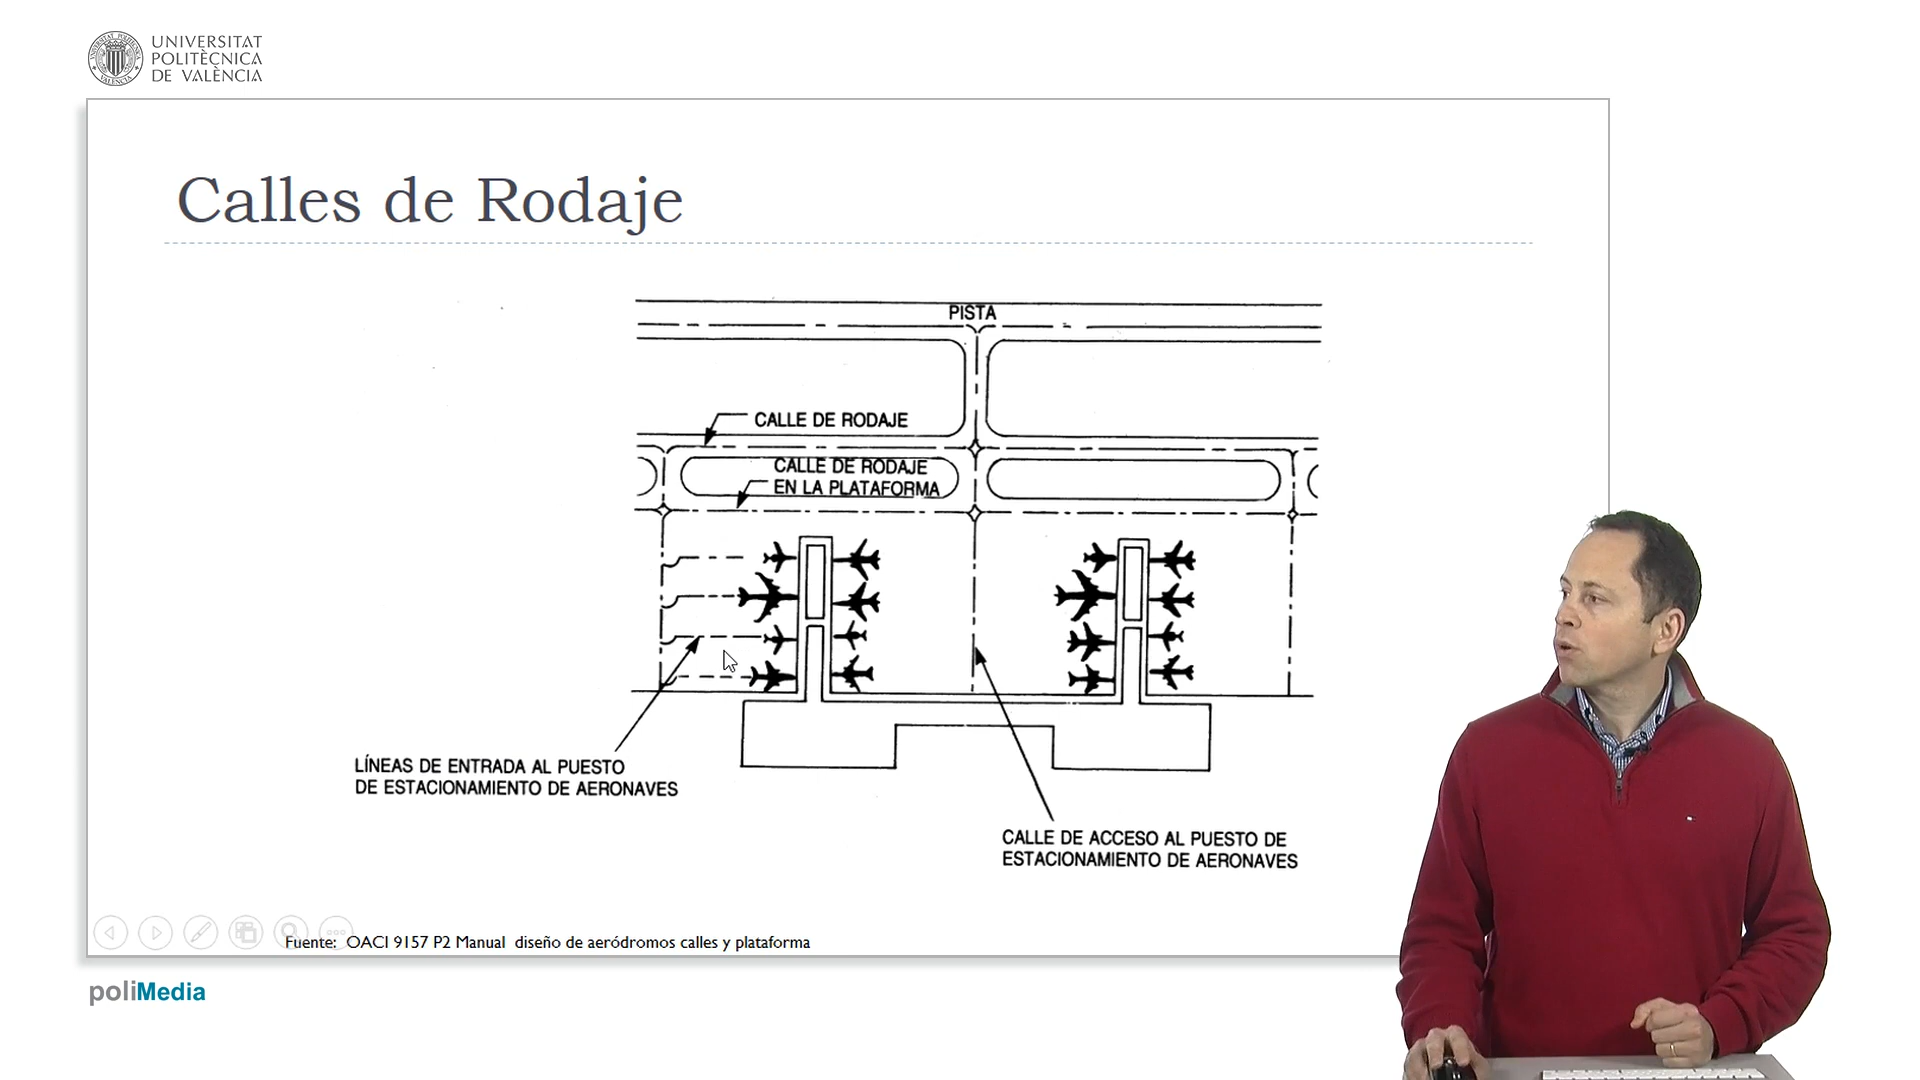 UNIVERSITAT
POLITÈCNICA
DE VALÈNCIA
Calles de Rodaje
PISTA
CALLE DE RODAJE
CALLE DE RODAJE
EN LA PLATAFORMA
LÍNEAS DE ENTRADA AL PUESTO
DE ESTACIONAMIENTO DE AERONAVES
CALLE DE ACCESO AL PUESTO DE
ESTACIONAMIENTO DE AERONAVES
Fuente: OACI 9157 P2 Manual diseño de aeródromos calles y plataforma
poliMedia